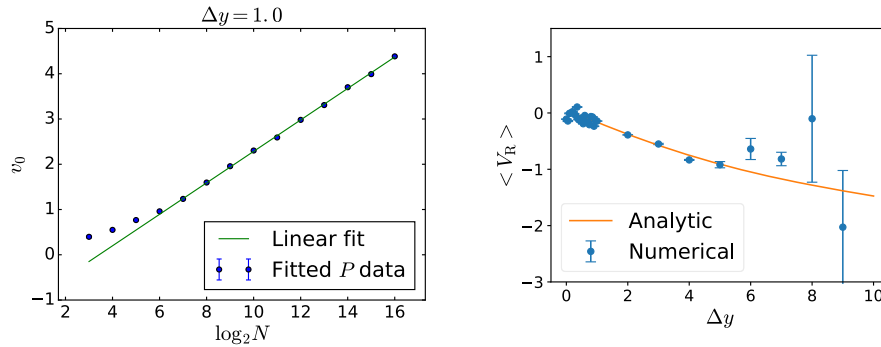 Δy = 1.0
5
4
3
2
1
0
−1
v₀
2 4 6 8 10 12 14 16
log₂N
Linear fit
Fitted P data
1
0
−1
−2
−3
< V_R >
0 2 4 6 8 10
Δy
Analytic
Numerical